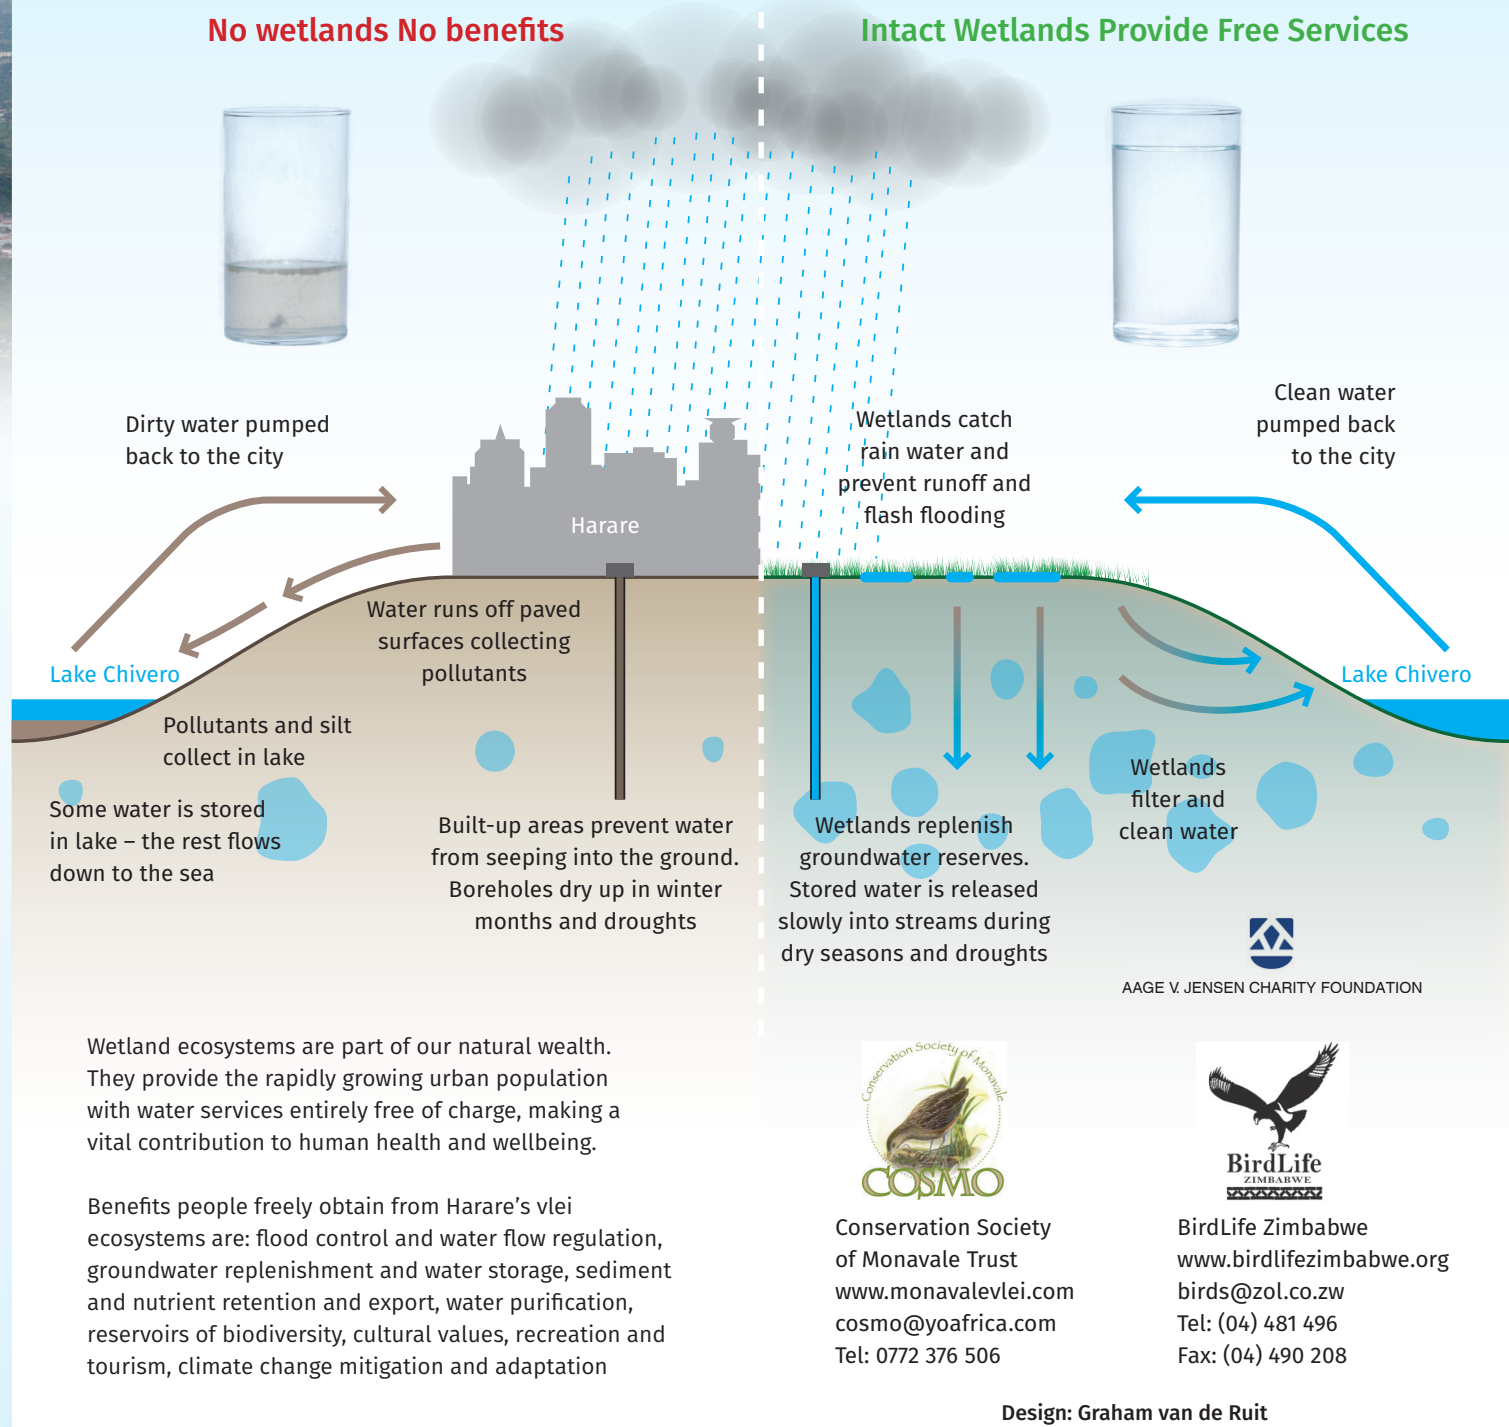 No wetlands No benefits
Intact Wetlands Provide Free Services
Dirty water pumped
back to the city
Harare
Wetlands catch
rain water and
prevent runoff and
flash flooding
Clean water
pumped back
to the city
Lake Chivero
Water runs off paved
surfaces collecting
pollutants
Lake Chivero
Pollutants and silt
collect in lake
Some water is stored
in lake – the rest flows
down to the sea
Built-up areas prevent water
from seeping into the ground.
Boreholes dry up in winter
months and droughts
Wetlands replenish
groundwater reserves.
Stored water is released
slowly into streams during
dry seasons and droughts
Wetlands
filter and
clean water
AAGE V. JENSEN CHARITY FOUNDATION
Wetland ecosystems are part of our natural wealth.
They provide the rapidly growing urban population
with water services entirely free of charge, making a
vital contribution to human health and wellbeing.
Benefits people freely obtain from Harare’s vlei
ecosystems are: flood control and water flow regulation,
groundwater replenishment and water storage, sediment
and nutrient retention and export, water purification,
reservoirs of biodiversity, cultural values, recreation and
tourism, climate change mitigation and adaptation
Conservation Society of Monavale
COSMO
Conservation Society
of Monavale Trust
www.monavalevlei.com
cosmo@yoafrica.com
Tel: 0772 376 506
BirdLife
ZIMBABWE
BirdLife Zimbabwe
www.birdlifezimbabwe.org
birds@zol.co.zw
Tel: (04) 481 496
Fax: (04) 490 208
Design: Graham van de Ruit